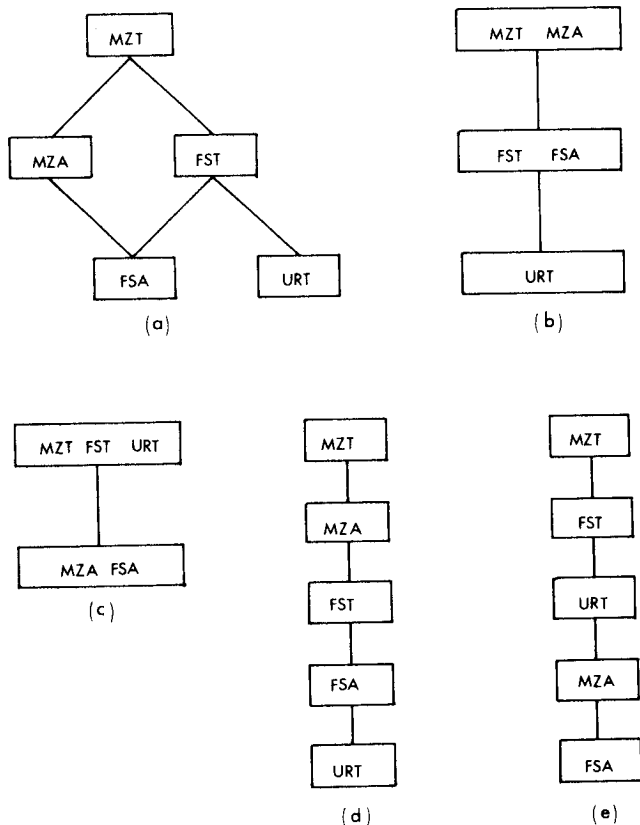 MZT
MZA FST
FSA URT
(a)
MZT MZA
FST FSA
URT
(b)
MZT FST URT
MZA FSA
(c)
MZT
MZA
FST
FSA
URT
(d)
MZT
FST
URT
MZA
FSA
(e)